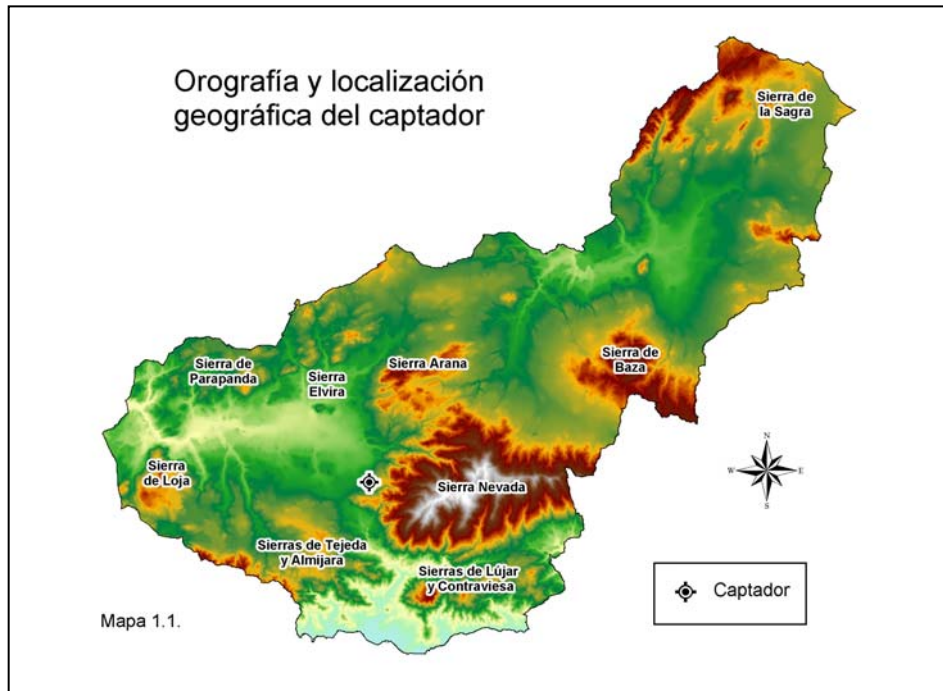 Orografía y localización
geográfica del captador
Sierra de
la Sagra
Sierra de
Parapanda
Sierra
Elvira
Sierra Arana
Sierra de
Baza
Sierra
de Loja
Sierra Nevada
Sierras de Tejeda
y Almijara
Sierras de Lújar
y Contraviesa
N
W
E
S
Captador
Mapa 1.1.